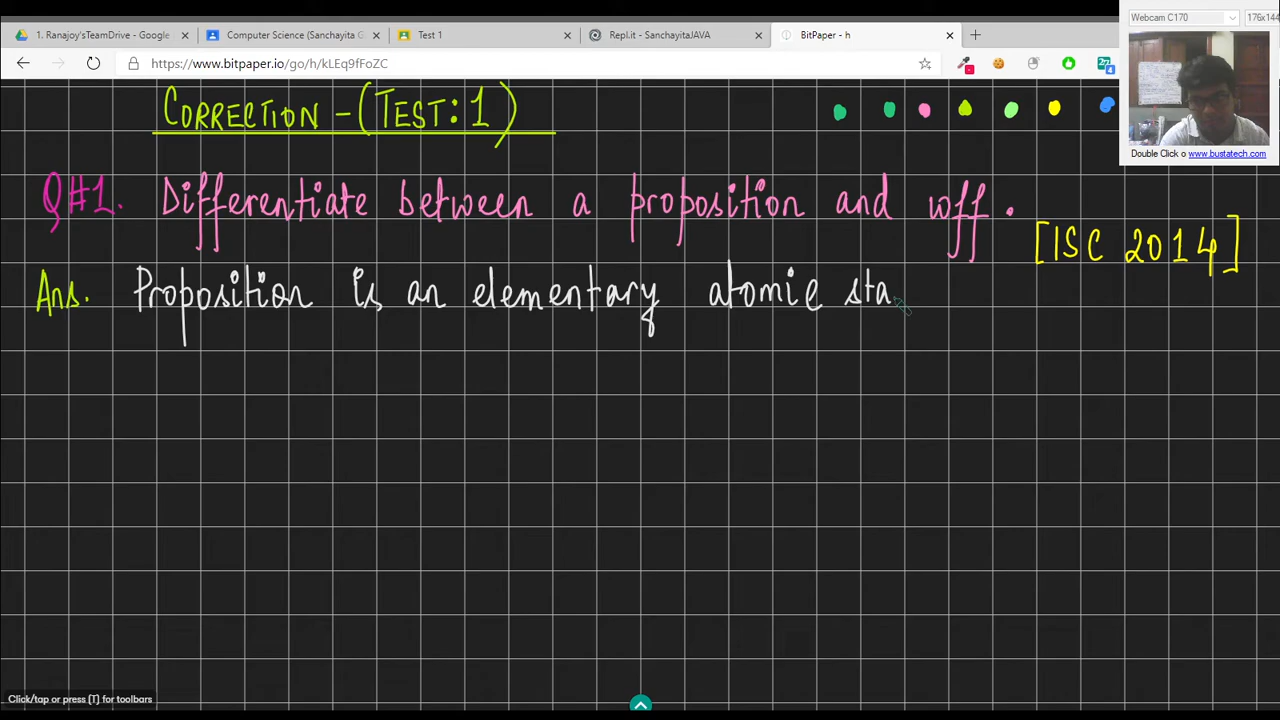 Webcam C170 176x144
1. Ranajoy'sTeamDrive - Google Computer Science (Sanchayita G Test 1 Repl.it - SanchayitaJAVA BitPaper - h
https://www.bitpaper.io/go/h/kLEq9fFoZC
CORRECTION - (TEST: 1)
Double Click o www.bustatech.com
Q#1. Differentiate between a proposition and wff.
[ISC 2014]
Ans. Proposition is an elementary atomic sta
Click/tap or press [T] for toolbars